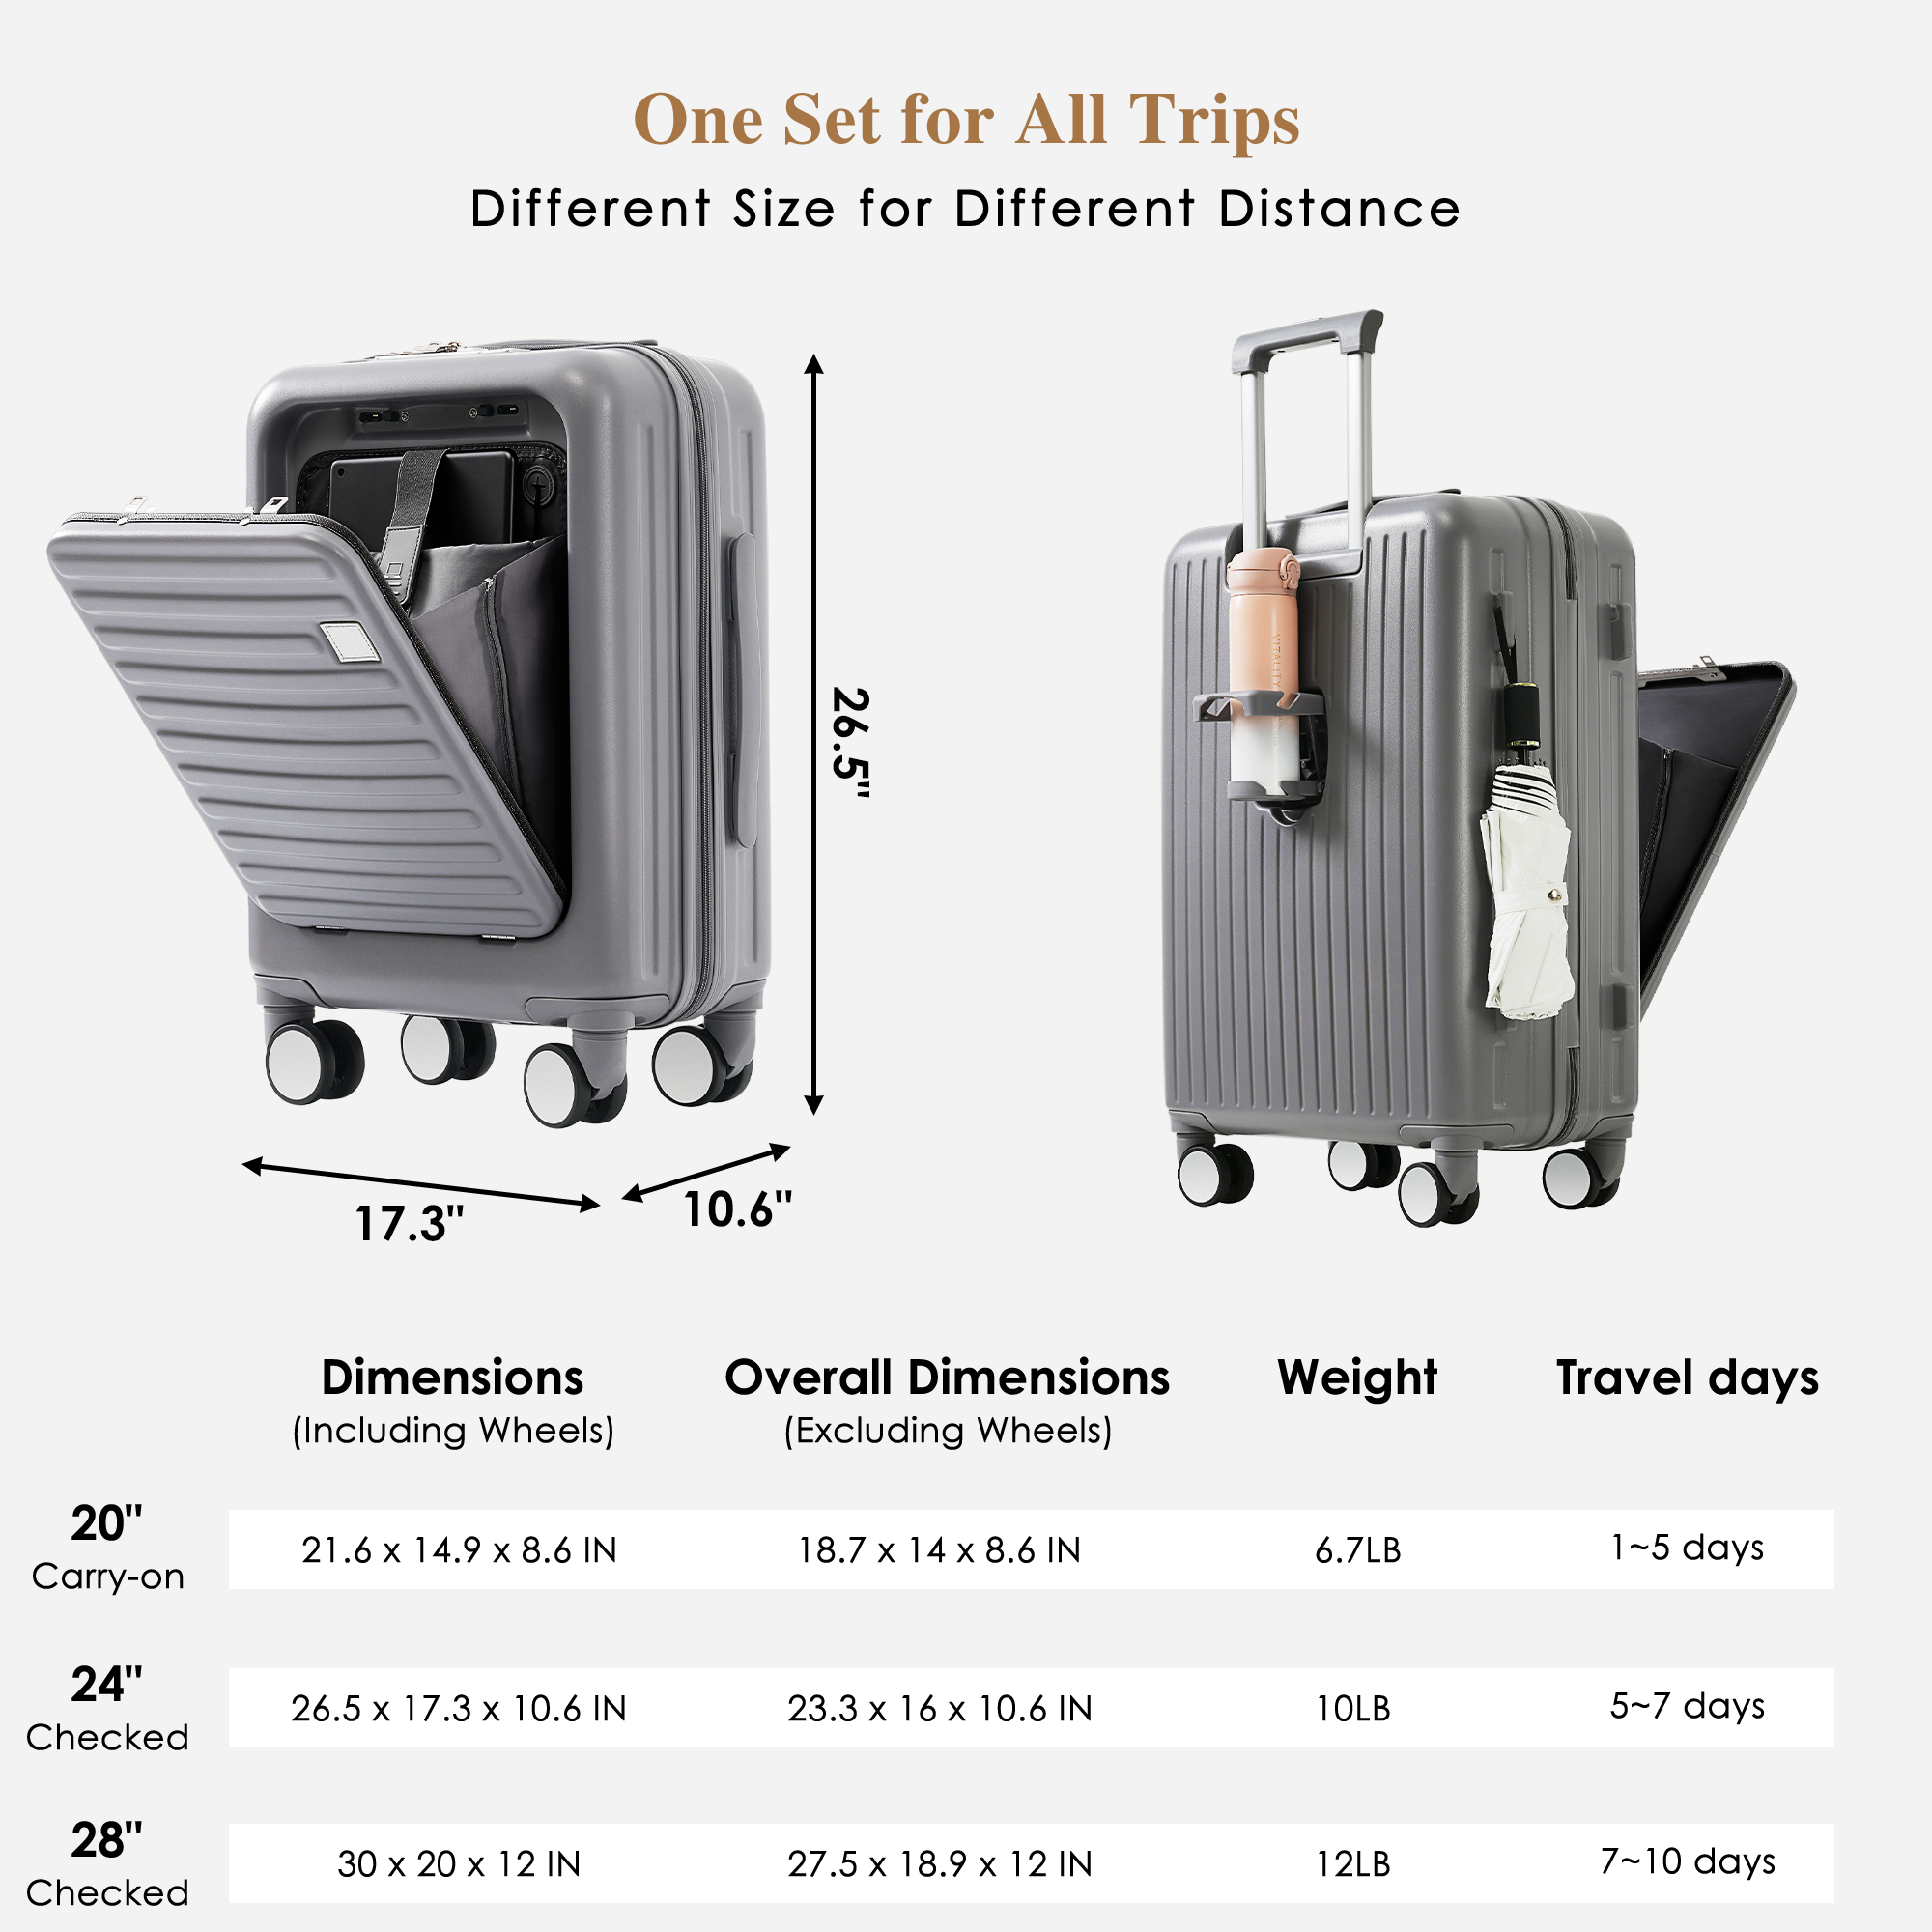 One Set for All Trips
Different Size for Different Distance
VITALITY
26.5"
17.3"
10.6"
Dimensions Overall Dimensions Weight Travel days
(Including Wheels) (Excluding Wheels)
20"
Carry-on
21.6 x 14.9 x 8.6 IN 18.7 x 14 x 8.6 IN 6.7LB 1~5 days
24"
Checked
26.5 x 17.3 x 10.6 IN 23.3 x 16 x 10.6 IN 10LB 5~7 days
28"
Checked
30 x 20 x 12 IN 27.5 x 18.9 x 12 IN 12LB 7~10 days